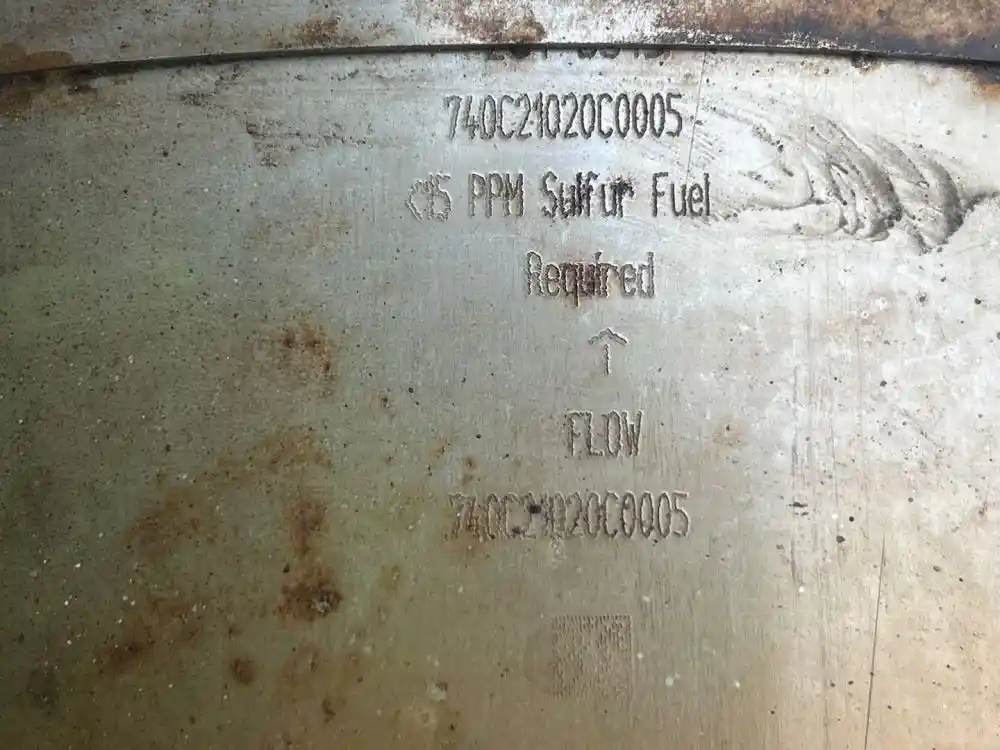 740C21020C0005
<15 PPM Sulfur Fuel
Required
↑
FLOW
740C21020C0005